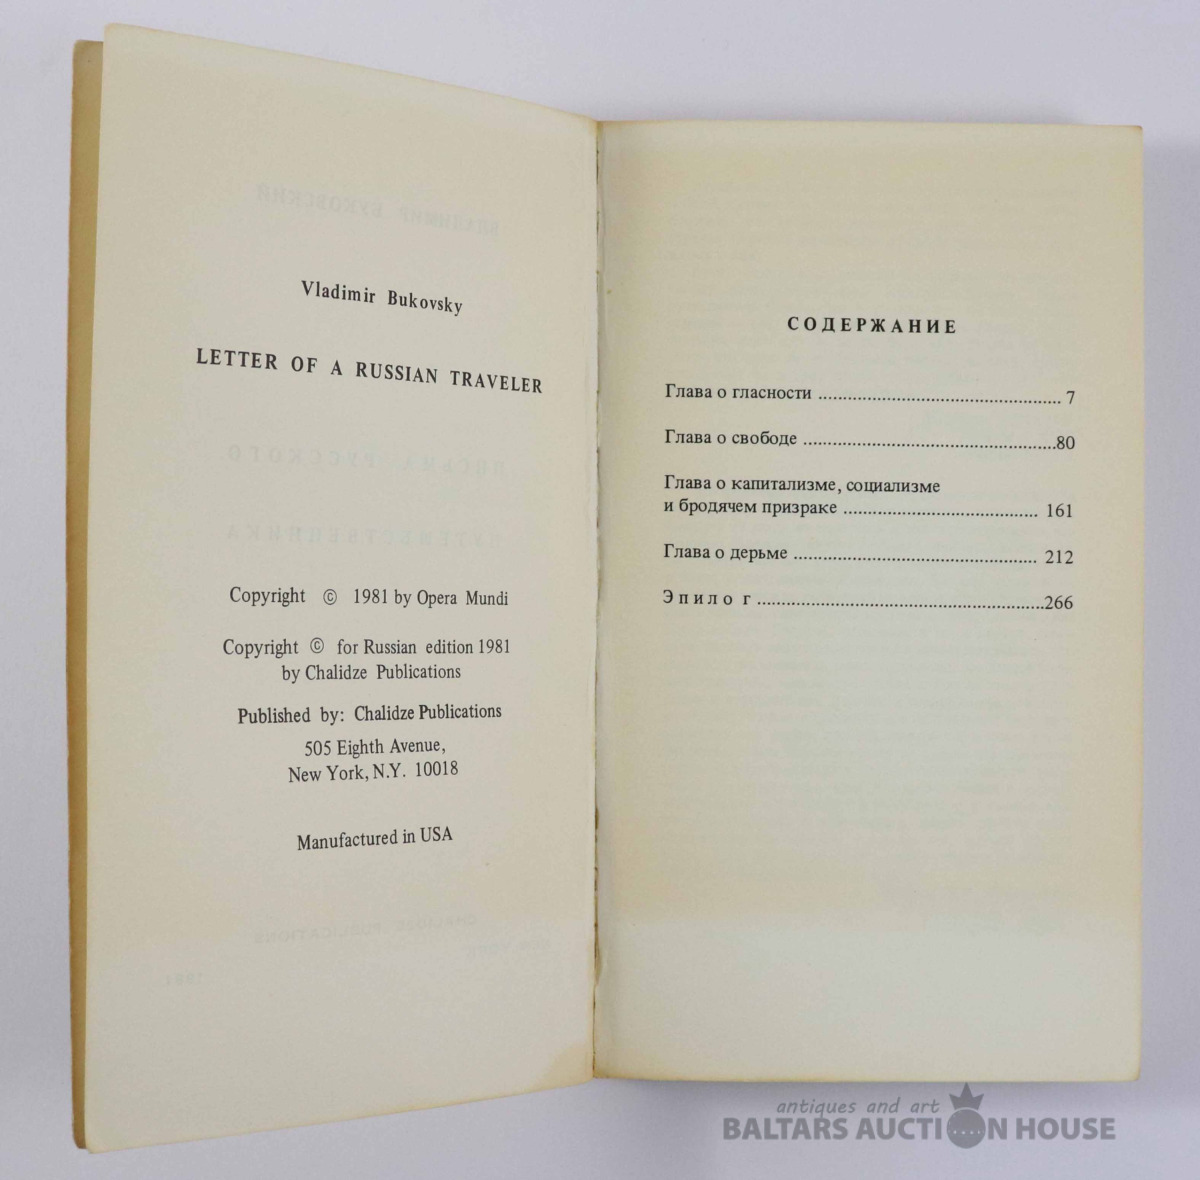 Vladimir Bukovsky
LETTER OF A RUSSIAN TRAVELER
Copyright © 1981 by Opera Mundi
Copyright © for Russian edition 1981
by Chalidze Publications
Published by: Chalidze Publications
505 Eighth Avenue,
New York, N.Y. 10018
Manufactured in USA
СОДЕРЖАНИЕ
Глава о гласности ........................................ 7
Глава о свободе ........................................80
Глава о капитализме, социализме
и бродячем призраке ................................ 161
Глава о дерьме ........................................ 212
Эпилог ................................................266
antiques and art
BALTARS AUCTION HOUSE